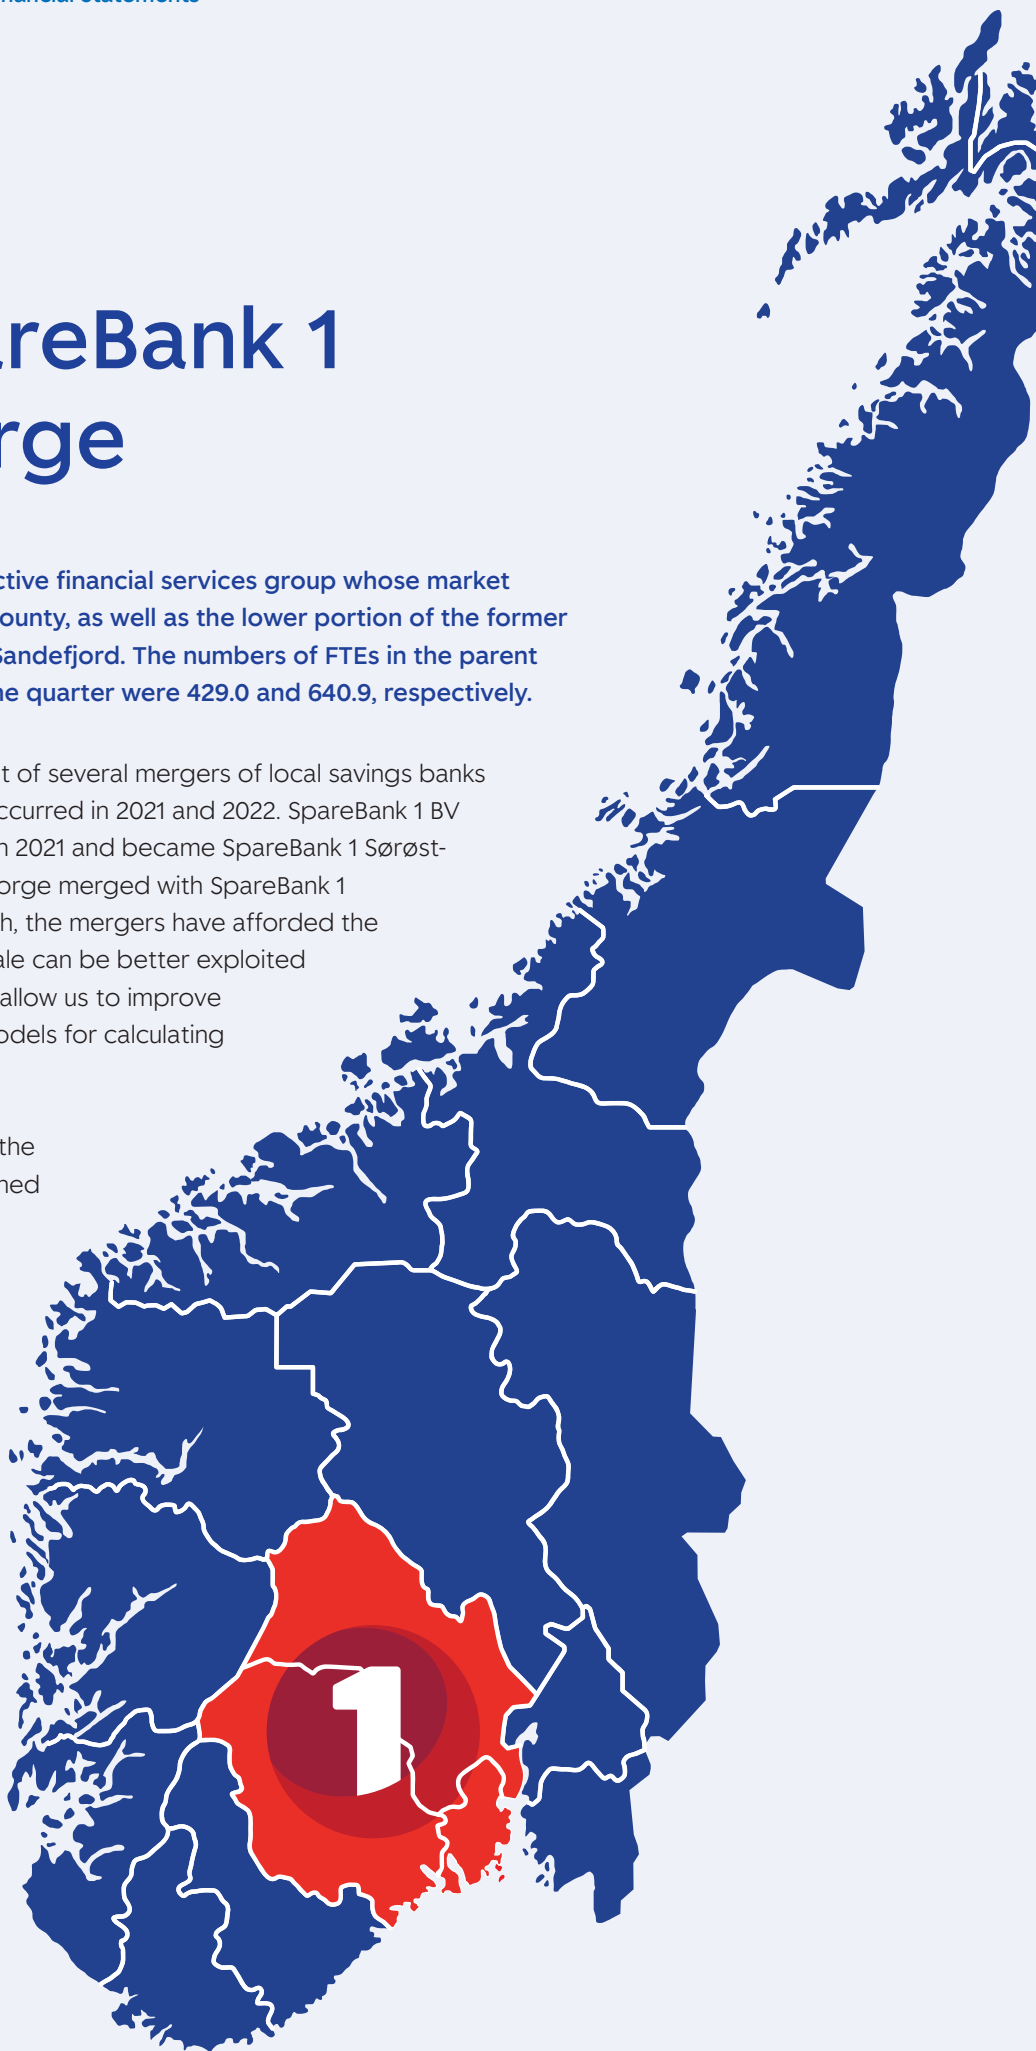 nancial statements
reBank 1
rge
ctive financial services group whose market
ounty, as well as the lower portion of the former
Sandefjord. The numbers of FTEs in the parent
ne quarter were 429.0 and 640.9, respectively.
t of several mergers of local savings banks
ccurred in 2021 and 2022. SpareBank 1 BV
n 2021 and became SpareBank 1 Sørøst-
orge merged with SpareBank 1
h, the mergers have afforded the
ale can be better exploited
allow us to improve
odels for calculating
the
ned
1